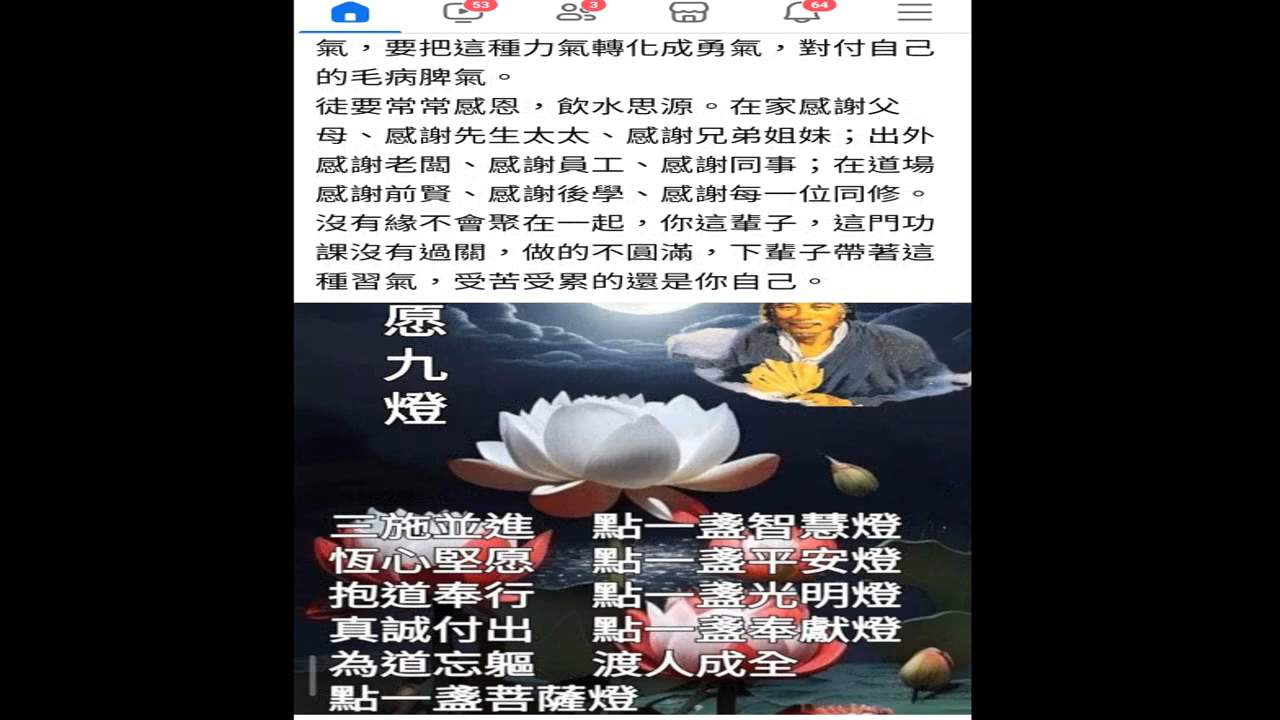 53
3
64
氣，要把這種力氣轉化成勇氣，對付自己
的毛病脾氣。
徒要常常感恩，飲水思源。在家感謝父
母、感謝先生太太、感謝兄弟姐妹；出外
感謝老闆、感謝員工、感謝同事；在道場
感謝前賢、感謝後學、感謝每一位同修。
沒有緣不會聚在一起，你這輩子，這門功
課沒有過關，做的不圓滿，下輩子帶著這
種習氣，受苦受累的還是你自己。
愿九燈
三施並進 點一盞智慧燈
恆心堅愿 點一盞平安燈
抱道奉行 點一盞光明燈
真誠付出 點一盞奉獻燈
為道忘軀 渡人成全
點一盞菩薩燈